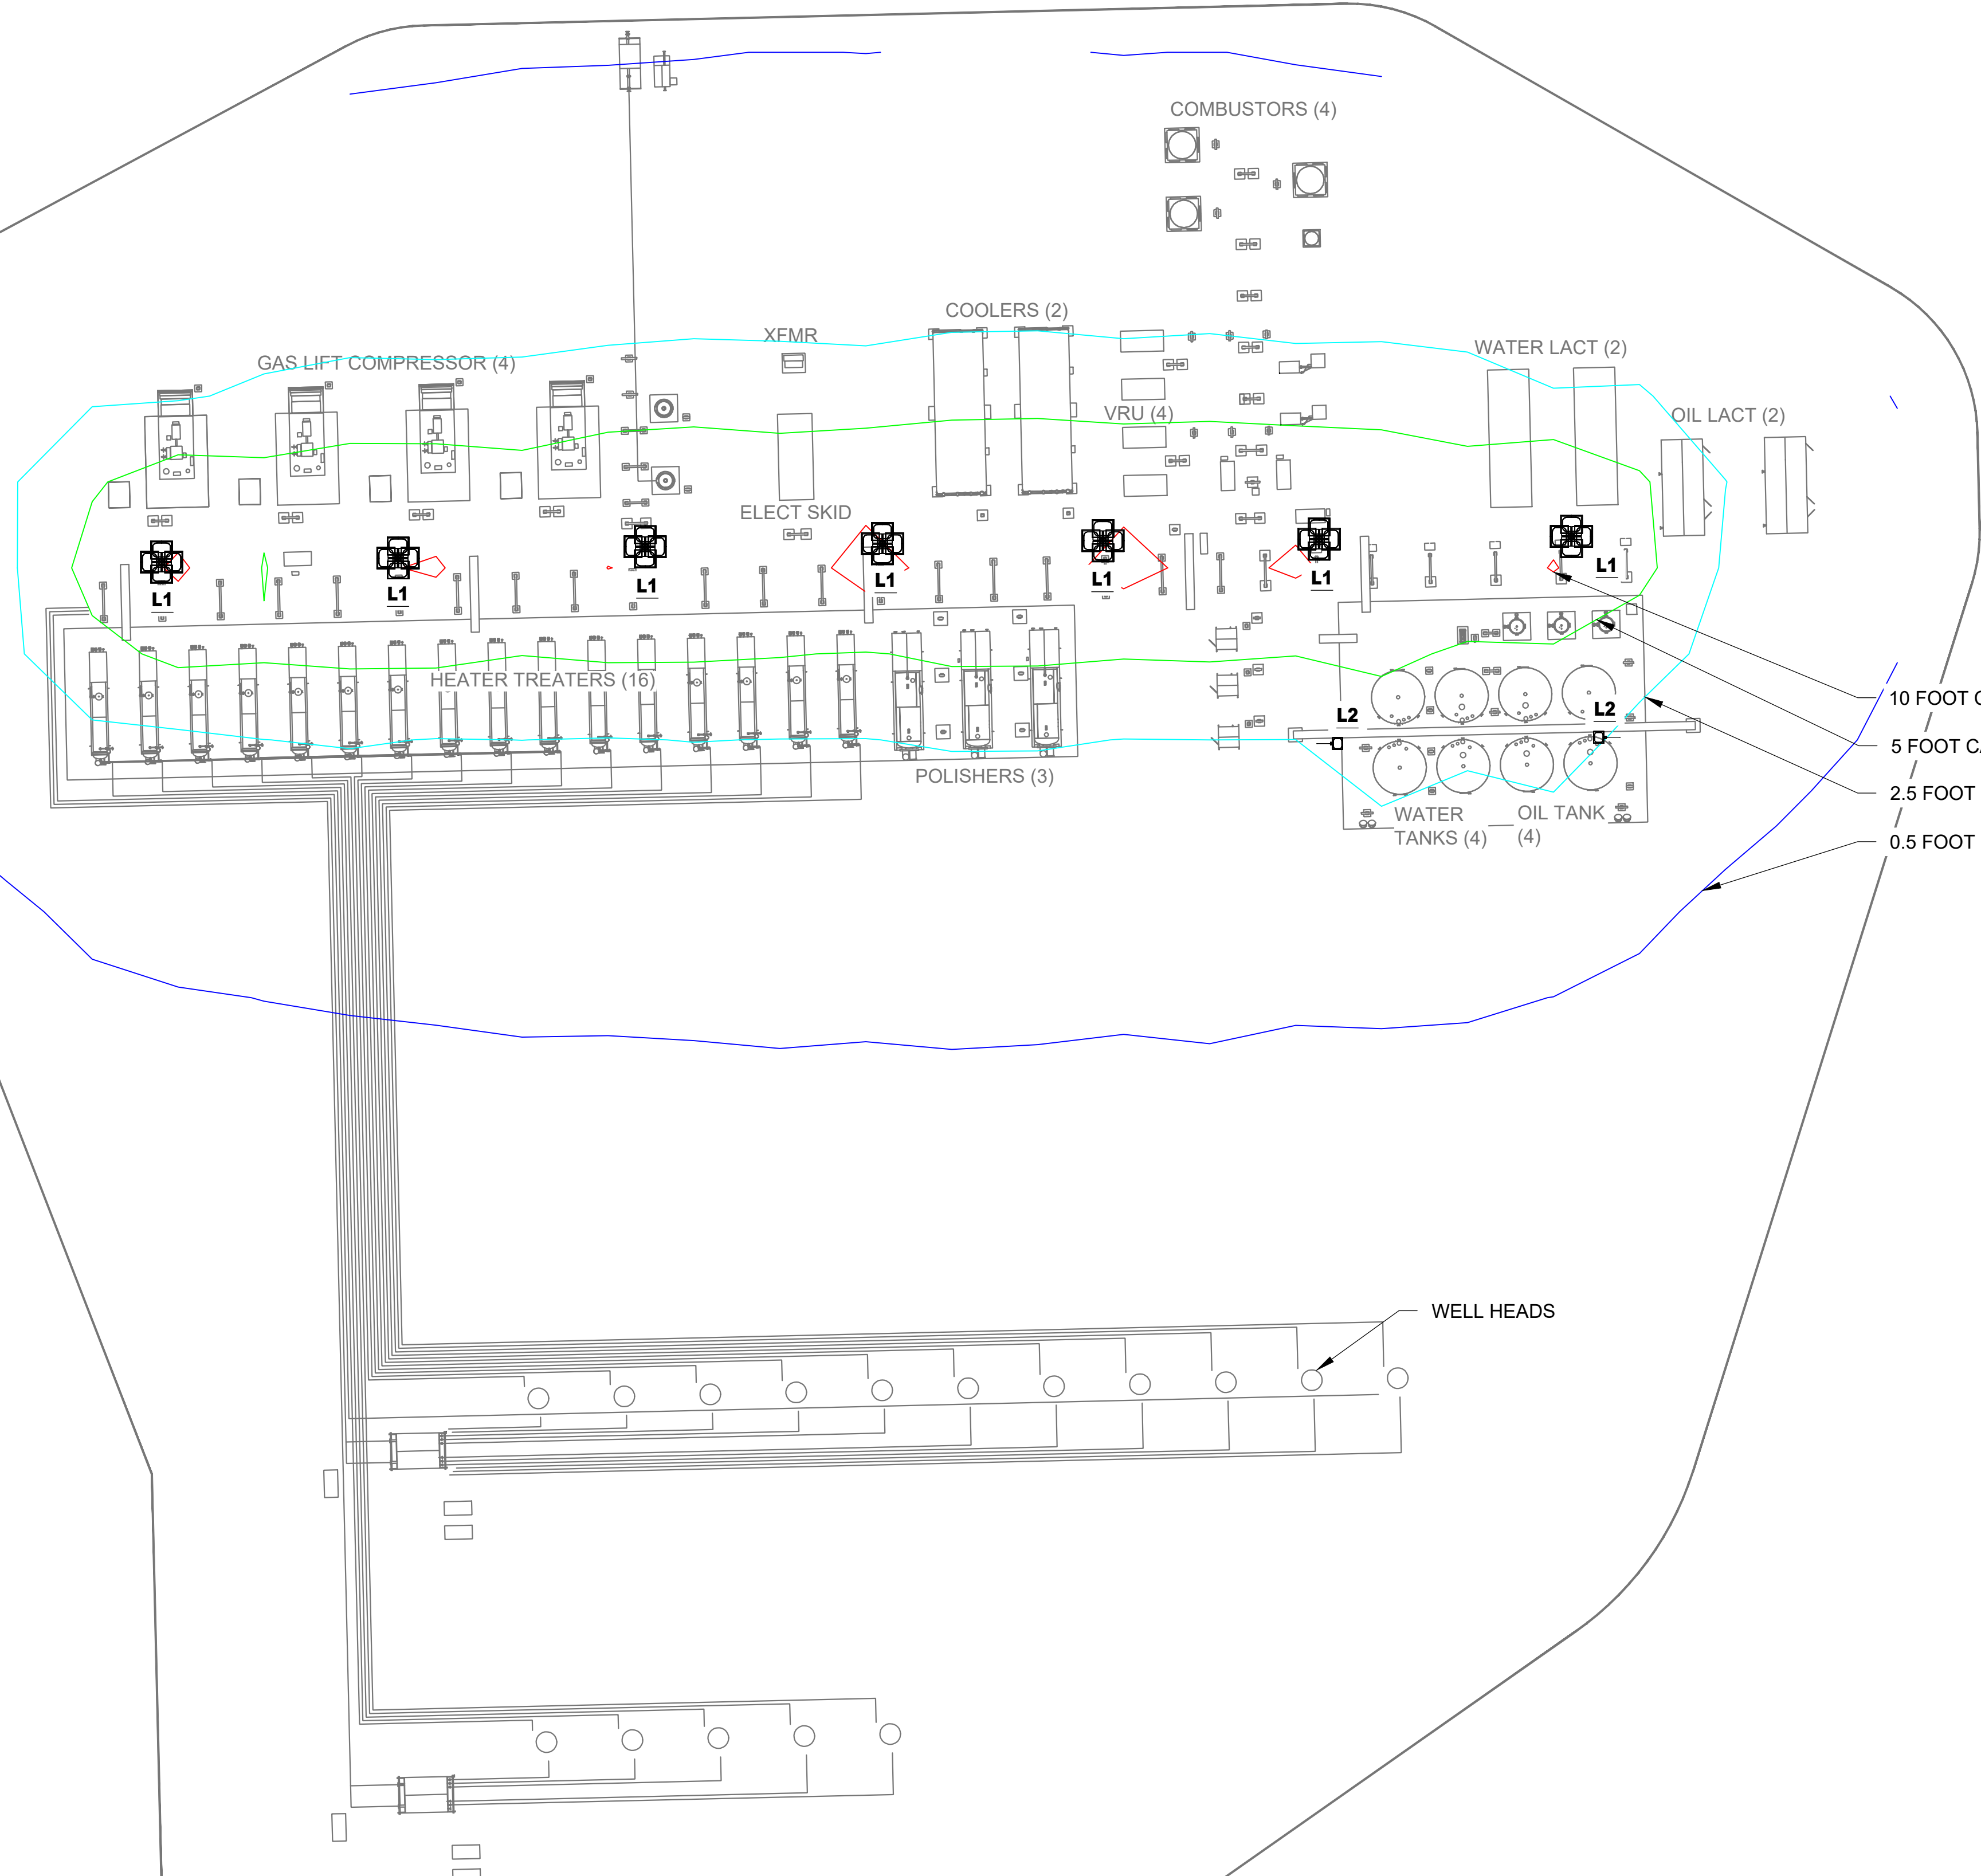 COMBUSTORS (4)
COOLERS (2)
XFMR
WATER LACT (2)
GAS LIFT COMPRESSOR (4)
VRU (4)
OIL LACT (2)
ELECT SKID
L1
L1
L1
L1
L1
L1
L1
HEATER TREATERS (16)
10 FOOT
L2
L2
5 FOOT
POLISHERS (3)
2.5 FOOT
WATER
TANKS (4)
OIL TANK
(4)
0.5 FOOT
WELL HEADS